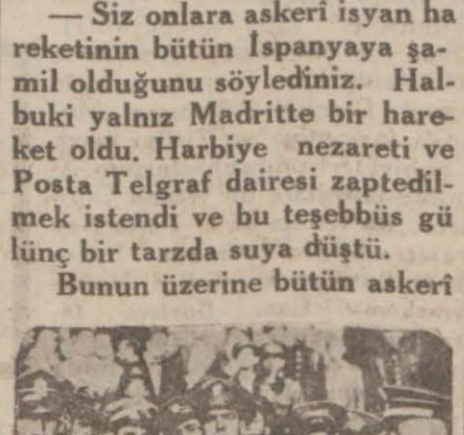 — Siz onlara askerî isyan ha
reketinin bütün İspanyaya şa-
mil olduğunu söylediniz. Hal-
buki yalnız Madritte bir hare-
ket oldu. Harbiye nezareti ve
Posta Telgraf dairesi zaptedil-
mek istendi ve bu teşebbüs gü
lünç bir tarzda suya düştü.
Bunun üzerine bütün askerî